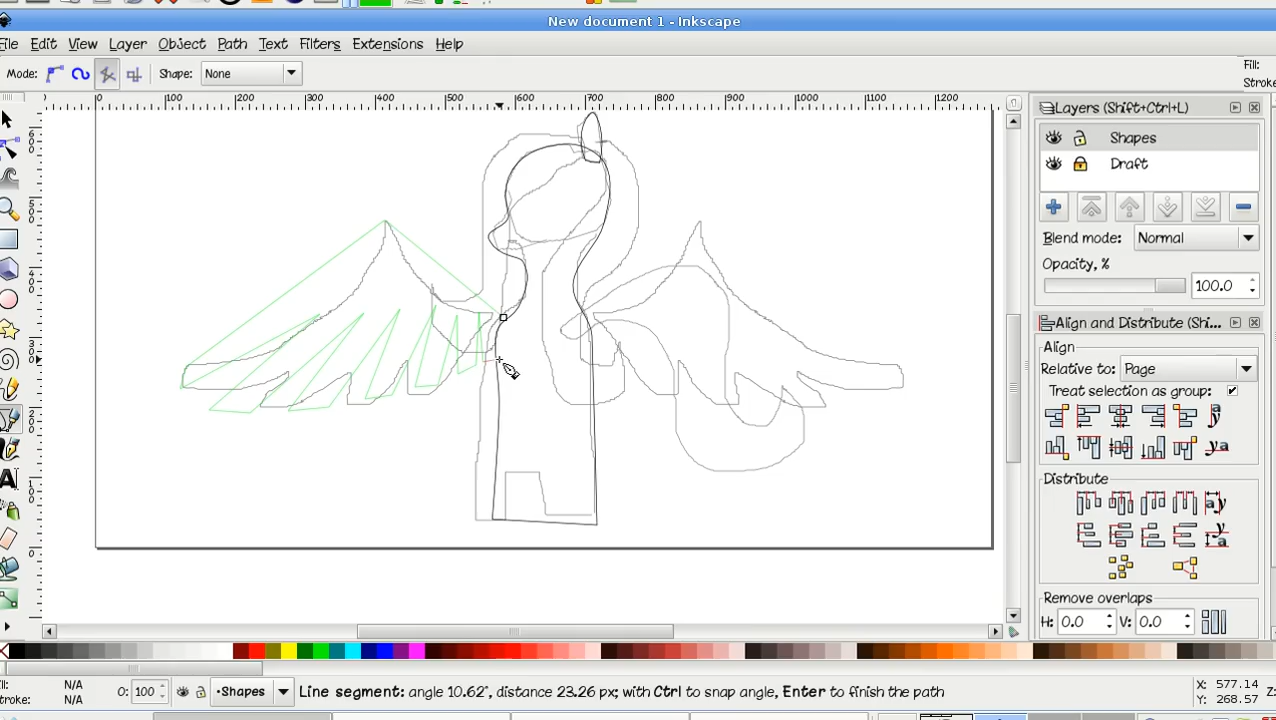 New document 1 - Inkscape
File Edit View Layer Object Path Text Filters Extensions Help
Mode: Shape: None Fill:
Stroke:
0 100 200 300 400 500 600 700 800 900 1000 1100 1200
Layers (Shift+Ctrl+L)
Shapes
Draft
Blend mode: Normal
Opacity, %
100.0
Align and Distribute (Shi...
Align
Relative to: Page
Treat selection as group:
Distribute
Remove overlaps
H: 0.0 V: 0.0
Fill: N/A
Stroke: N/A
O: 100
•Shapes
Line segment: angle 10.62°, distance 23.26 px; with Ctrl to snap angle, Enter to finish the path
X: 577.14
Y: 268.57
Z: